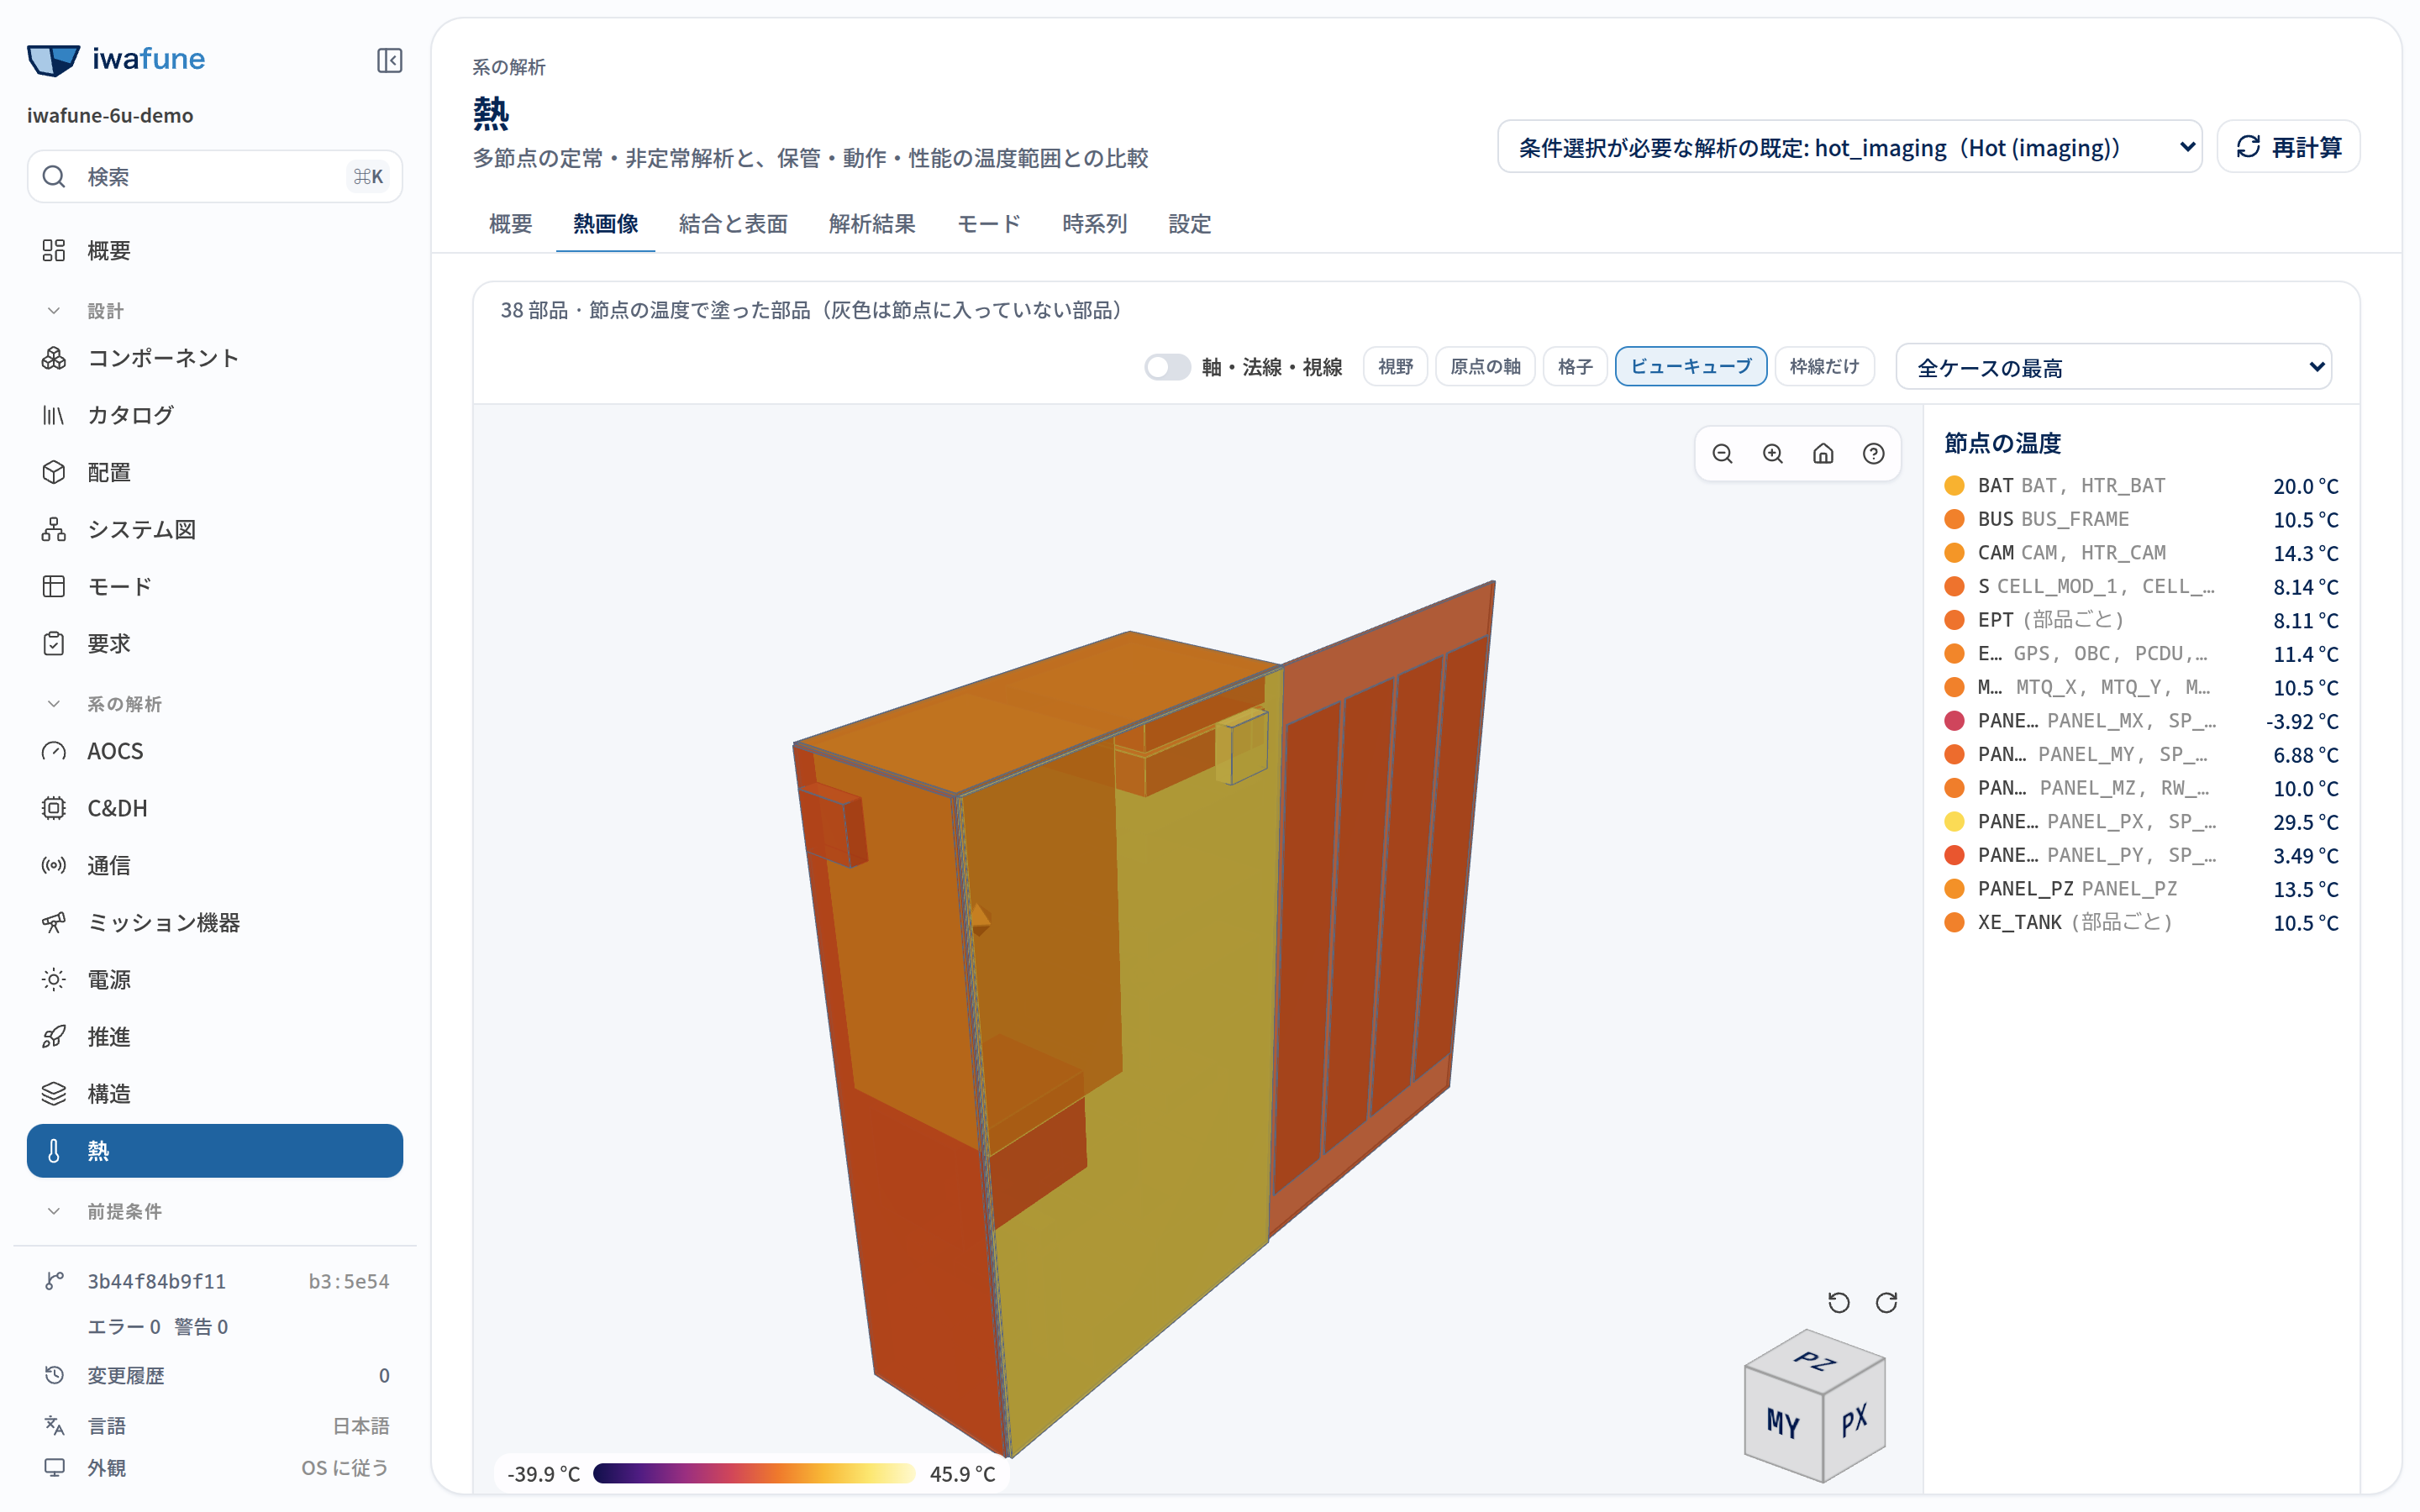 iwafune
iwafune-6u-demo
検索 ⌘K
概要
設計
コンポーネント
カタログ
配置
システム図
モード
要求
系の解析
AOCS
C&DH
通信
ミッション機器
電源
推進
構造
熱
前提条件
3b44f84b9f11 b3:5e54
エラー 0 警告 0
変更履歴 0
言語 日本語
外観 OS に従う
系の解析
熱
多節点の定常・非定常解析と、保管・動作・性能の温度範囲との比較
条件選択が必要な解析の既定: hot_imaging（Hot (imaging)）
再計算
概要 熱画像 結合と表面 解析結果 モード 時系列 設定
38 部品 · 節点の温度で塗った部品（灰色は節点に入っていない部品）
軸・法線・視線 視野 原点の軸 格子 ビューキューブ 枠線だけ 全ケースの最高
節点の温度
BAT BAT, HTR_BAT 20.0 °C
BUS BUS_FRAME 10.5 °C
CAM CAM, HTR_CAM 14.3 °C
S CELL_MOD_1, CELL_… 8.14 °C
EPT (部品ごと) 8.11 °C
E… GPS, OBC, PCDU,… 11.4 °C
M… MTQ_X, MTQ_Y, M… 10.5 °C
PANE… PANEL_MX, SP_… -3.92 °C
PAN… PANEL_MY, SP_… 6.88 °C
PAN… PANEL_MZ, RW_… 10.0 °C
PANE… PANEL_PX, SP_… 29.5 °C
PANE… PANEL_PY, SP_… 3.49 °C
PANEL_PZ PANEL_PZ 13.5 °C
XE_TANK (部品ごと) 10.5 °C
PZ
MY PX
-39.9 °C 45.9 °C